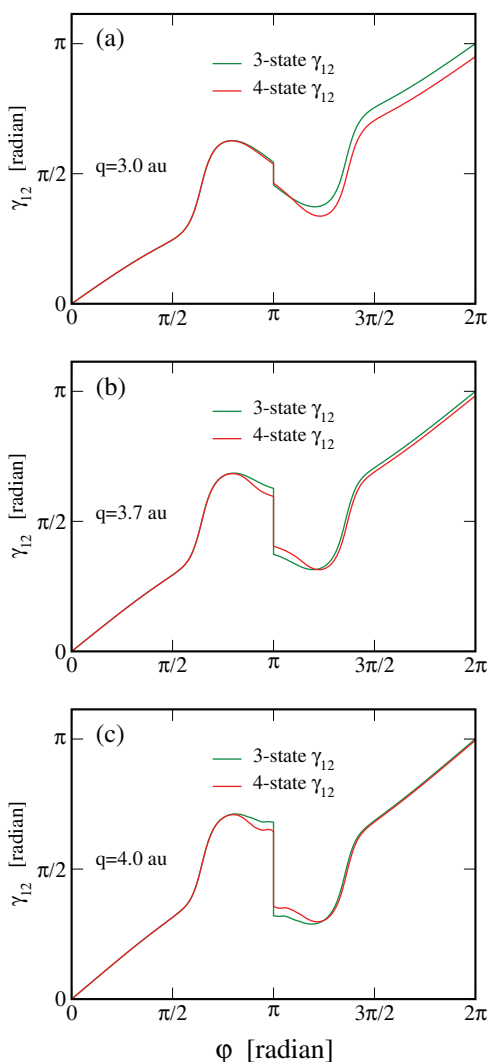 (a)
3-state γ12
4-state γ12
q=3.0 au
γ12 [radian]
π
π/2
0
0 π/2 π 3π/2 2π
(b)
3-state γ12
4-state γ12
q=3.7 au
γ12 [radian]
π
π/2
0
0 π/2 π 3π/2 2π
(c)
3-state γ12
4-state γ12
q=4.0 au
γ12 [radian]
π
π/2
0
0 π/2 π 3π/2 2π
φ [radian]